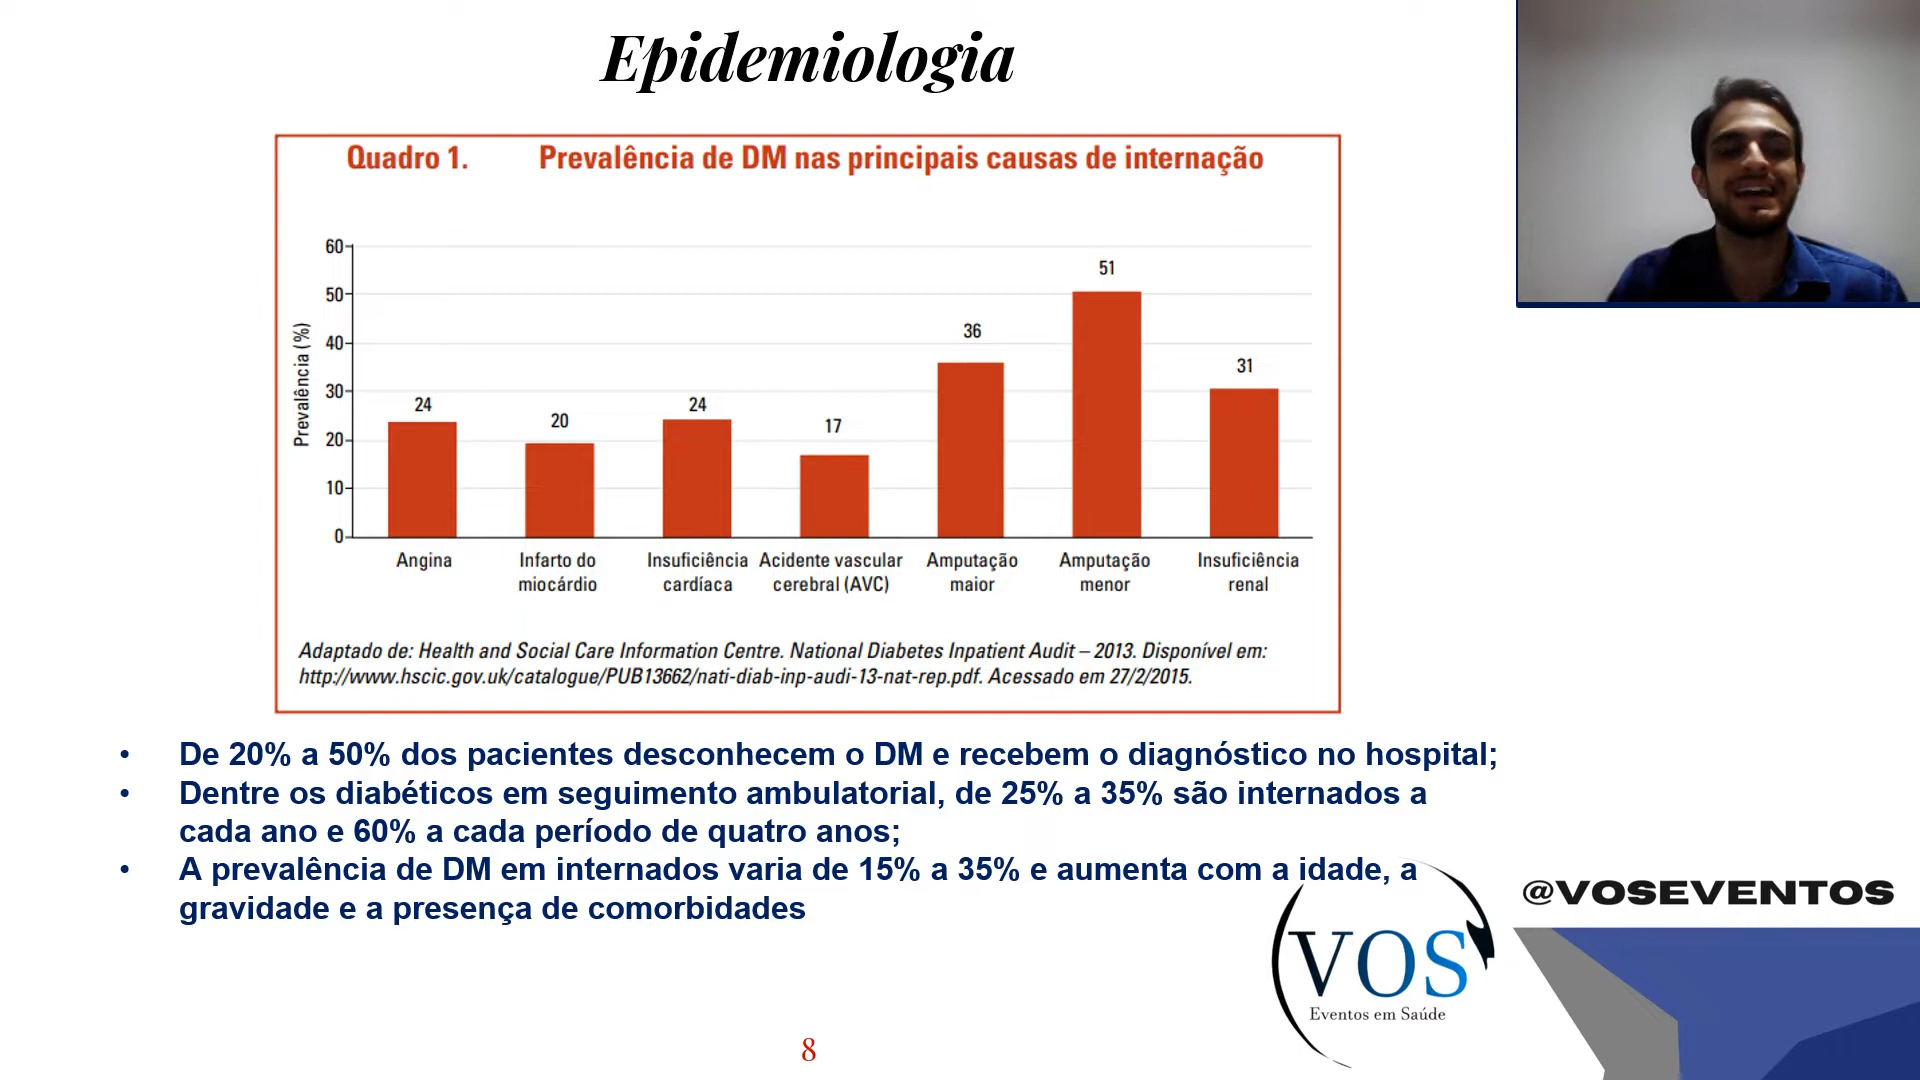 Epidemiologia
Quadro 1. Prevalência de DM nas principais causas de internação
Prevalência (%)
60
50
40
30
20
10
0
24
20
24
17
36
51
31
Angina
Infarto do
miocárdio
Insuficiência
cardíaca
Acidente vascular
cerebral (AVC)
Amputação
maior
Amputação
menor
Insuficiência
renal
Adaptado de: Health and Social Care Information Centre. National Diabetes Inpatient Audit – 2013. Disponível em:
http://www.hscic.gov.uk/catalogue/PUB13662/nati-diab-inp-audi-13-nat-rep.pdf. Acessado em 27/2/2015.
• De 20% a 50% dos pacientes desconhecem o DM e recebem o diagnóstico no hospital;
• Dentre os diabéticos em seguimento ambulatorial, de 25% a 35% são internados a
cada ano e 60% a cada período de quatro anos;
• A prevalência de DM em internados varia de 15% a 35% e aumenta com a idade, a
gravidade e a presença de comorbidades
@VOSEVENTOS
VOS
Eventos em Saúde
8